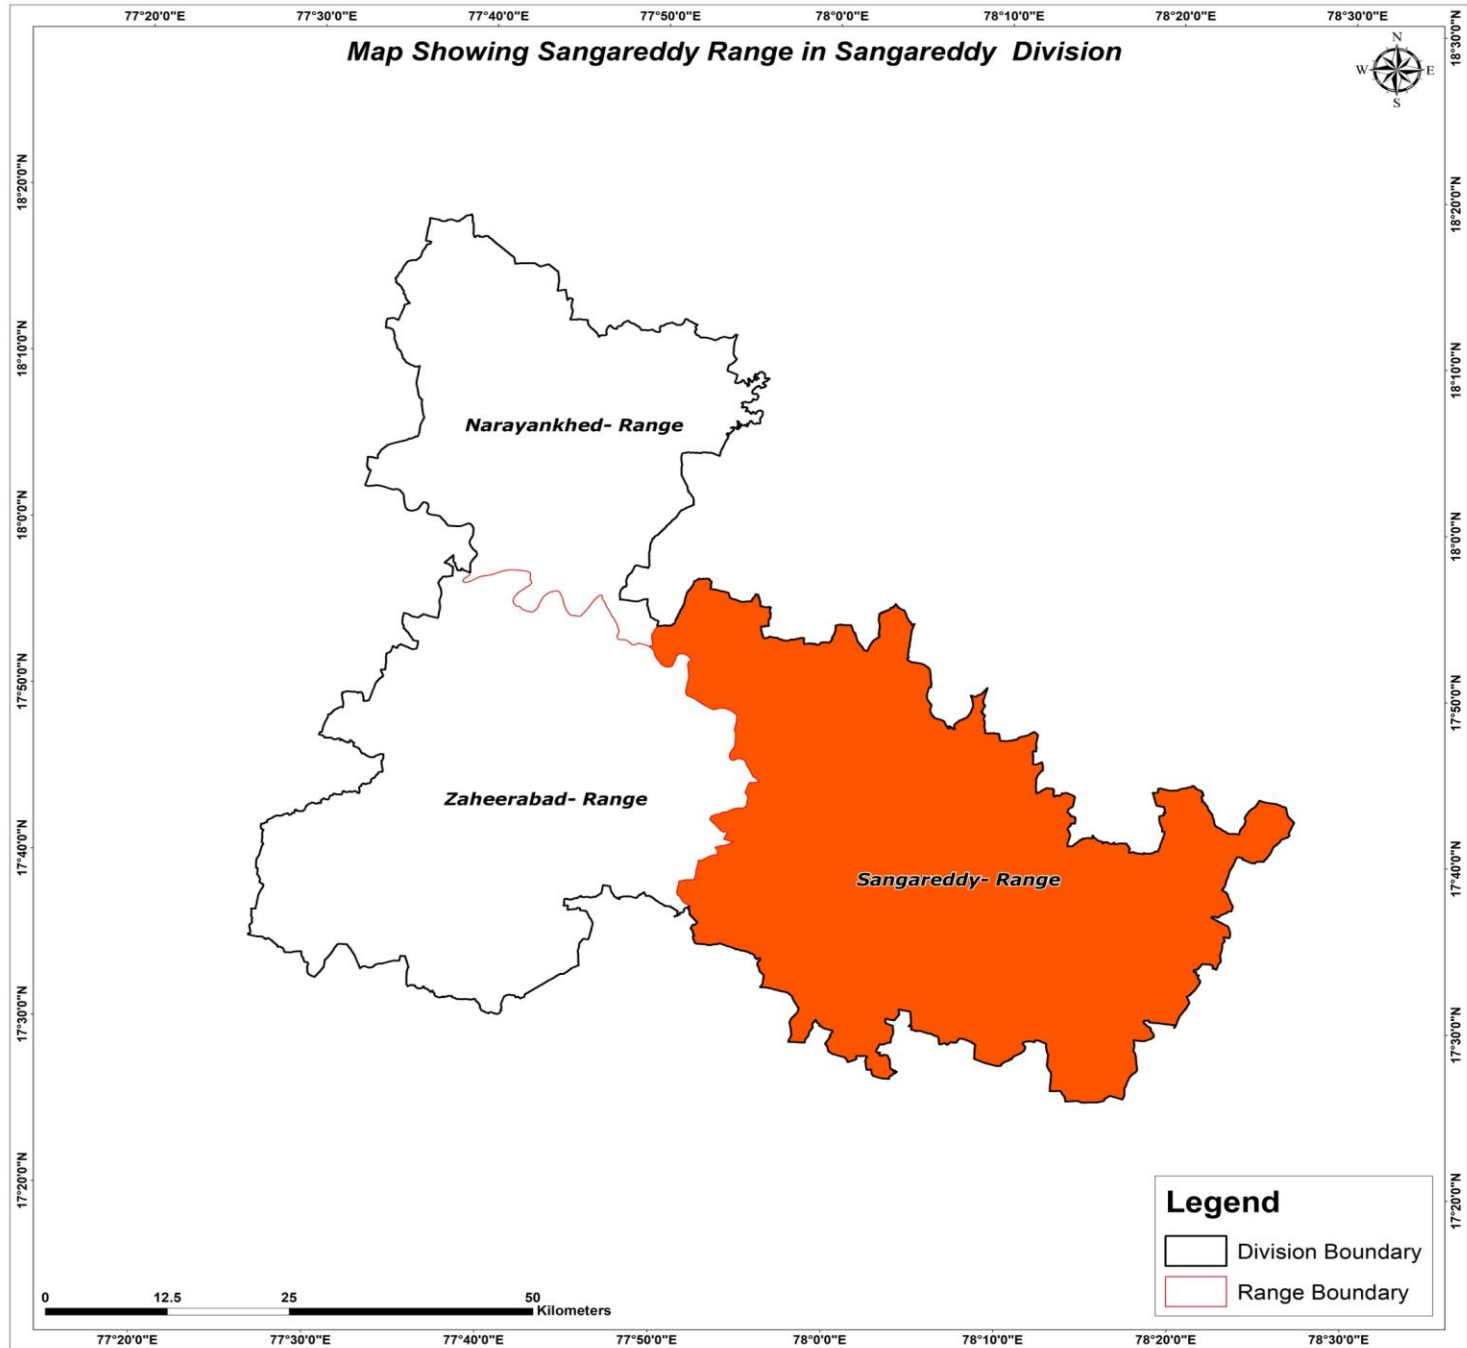 77°20'0"E 77°30'0"E 77°40'0"E 77°50'0"E 78°0'0"E 78°10'0"E 78°20'0"E 78°30'0"E
Map Showing Sangareddy Range in Sangareddy Division
N
W E
S
18°30'0"N
18°20'0"N 18°20'0"N
18°10'0"N 18°10'0"N
Narayankhed- Range
18°0'0"N 18°0'0"N
17°50'0"N 17°50'0"N
Zaheerabad- Range
17°40'0"N 17°40'0"N
Sangareddy- Range
17°30'0"N 17°30'0"N
17°20'0"N 17°20'0"N
Legend
Division Boundary
Range Boundary
0 12.5 25 50
Kilometers
77°20'0"E 77°30'0"E 77°40'0"E 77°50'0"E 78°0'0"E 78°10'0"E 78°20'0"E 78°30'0"E